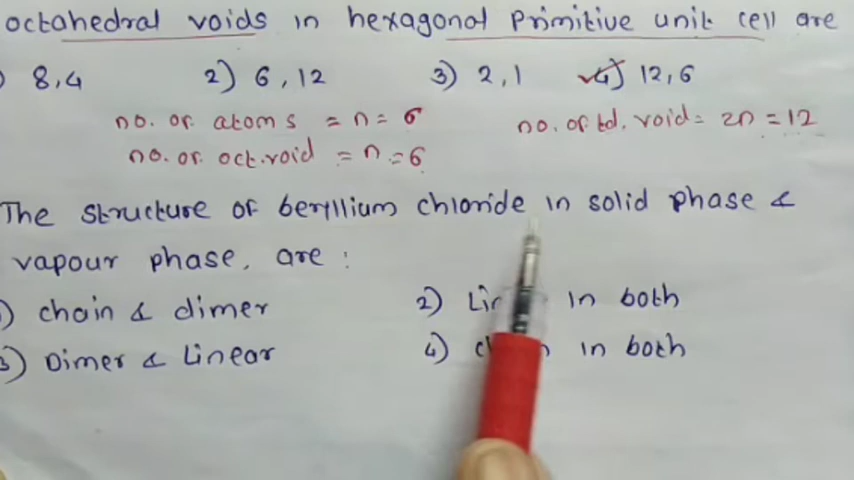 octahedral voids in hexagonal primitive unit cell are
) 8,4 2) 6,12 3) 2,1 4) 12,6
no. of atoms = n = 6 no. of td. void = 2n = 12
no. of oct. void = n = 6
The structure of beryllium chloride in solid phase &
vapour phase, are :
) chain & dimer 2) in both
3) Dimer & Linear 4) in both